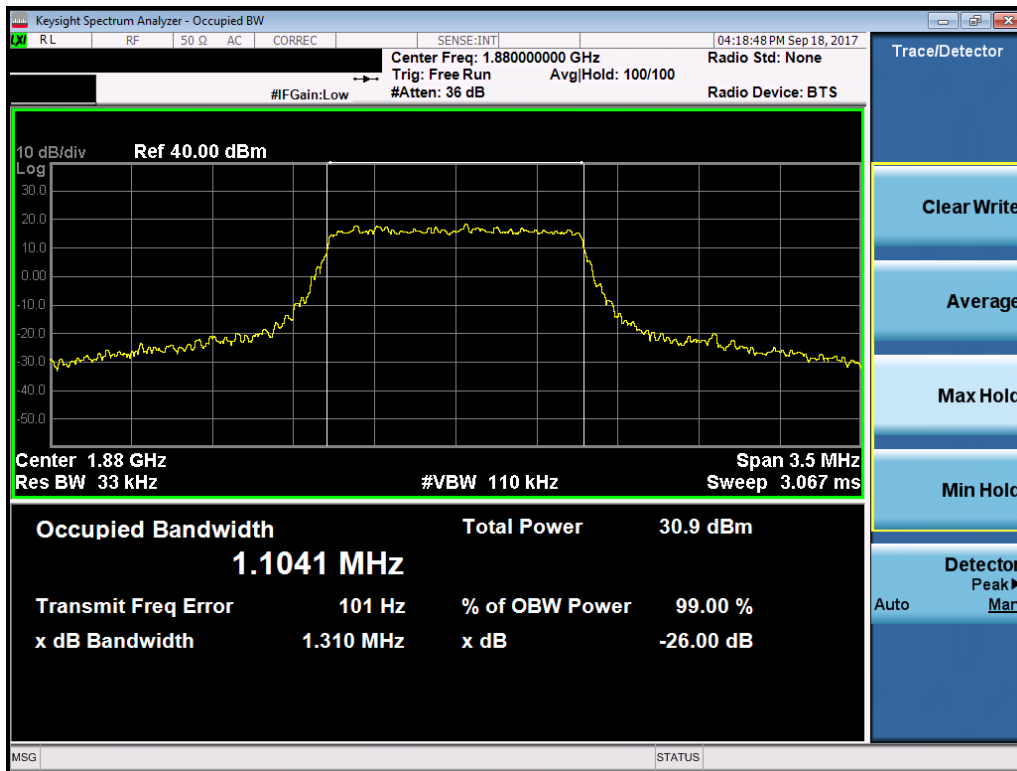 Keysight Spectrum Analyzer - Occupied BW
LXI RL RF 50 Ω AC CORREC SENSE:INT 04:18:48 PM Sep 18, 2017
Center Freq: 1.880000000 GHz Radio Std: None
Trig: Free Run Avg|Hold: 100/100
#IFGain:Low #Atten: 36 dB Radio Device: BTS
10 dB/div Ref 40.00 dBm
Log
30.0
20.0
10.0
0.00
-10.0
-20.0
-30.0
-40.0
-50.0
Center 1.88 GHz Span 3.5 MHz
Res BW 33 kHz #VBW 110 kHz Sweep 3.067 ms
Occupied Bandwidth Total Power 30.9 dBm
1.1041 MHz
Transmit Freq Error 101 Hz % of OBW Power 99.00 %
x dB Bandwidth 1.310 MHz x dB -26.00 dB
Trace/Detector
Clear Write
Average
Max Hold
Min Hold
Detector
Peak▶
Auto Man
MSG STATUS